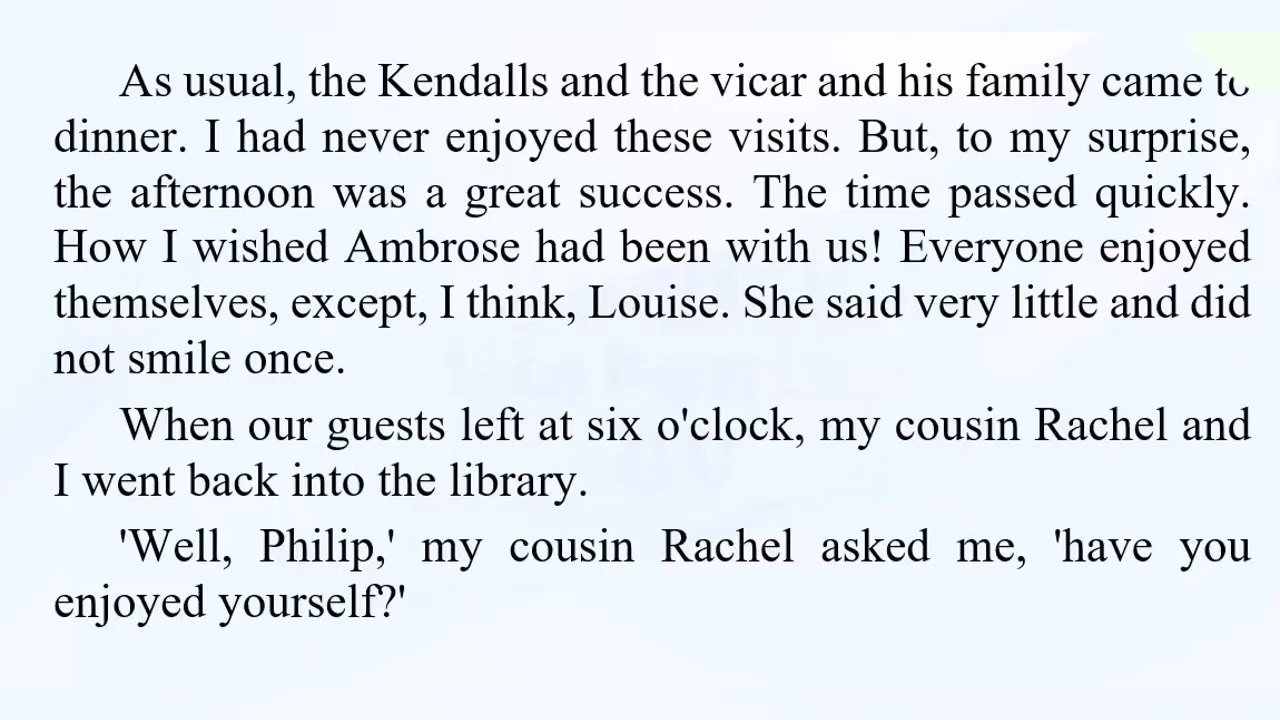 As usual, the Kendalls and the vicar and his family came to
dinner. I had never enjoyed these visits. But, to my surprise,
the afternoon was a great success. The time passed quickly.
How I wished Ambrose had been with us! Everyone enjoyed
themselves, except, I think, Louise. She said very little and did
not smile once.
When our guests left at six o'clock, my cousin Rachel and
I went back into the library.
'Well, Philip,' my cousin Rachel asked me, 'have you
enjoyed yourself?'